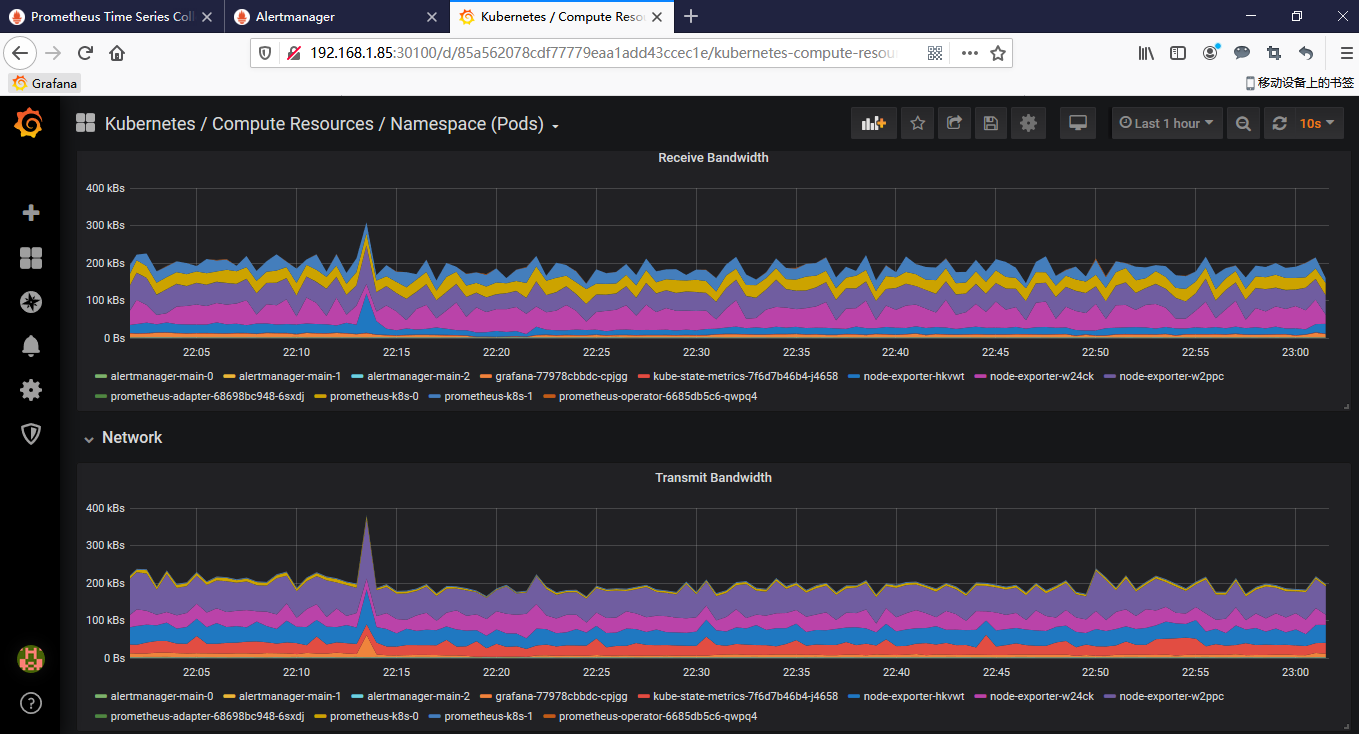 Prometheus Time Series Coll
Alertmanager
Kubernetes / Compute Reso
192.168.1.85:30100/d/85a562078cdf77779eaa1add43ccec1e/kubernetes-compute-resou
Grafana
移动设备上的书签
Kubernetes / Compute Resources / Namespace (Pods)
Last 1 hour
10s
Receive Bandwidth
400 kBs
300 kBs
200 kBs
100 kBs
0 Bs
22:05 22:10 22:15 22:20 22:25 22:30 22:35 22:40 22:45 22:50 22:55 23:00
alertmanager-main-0 alertmanager-main-1 alertmanager-main-2 grafana-77978cbbdc-cpjgg kube-state-metrics-7f6d7b46b4-j4658 node-exporter-hkvwt node-exporter-w24ck node-exporter-w2ppc
prometheus-adapter-68698bc948-6sxdj prometheus-k8s-0 prometheus-k8s-1 prometheus-operator-6685db5c6-qwpq4
Network
Transmit Bandwidth
400 kBs
300 kBs
200 kBs
100 kBs
0 Bs
22:05 22:10 22:15 22:20 22:25 22:30 22:35 22:40 22:45 22:50 22:55 23:00
alertmanager-main-0 alertmanager-main-1 alertmanager-main-2 grafana-77978cbbdc-cpjgg kube-state-metrics-7f6d7b46b4-j4658 node-exporter-hkvwt node-exporter-w24ck node-exporter-w2ppc
prometheus-adapter-68698bc948-6sxdj prometheus-k8s-0 prometheus-k8s-1 prometheus-operator-6685db5c6-qwpq4